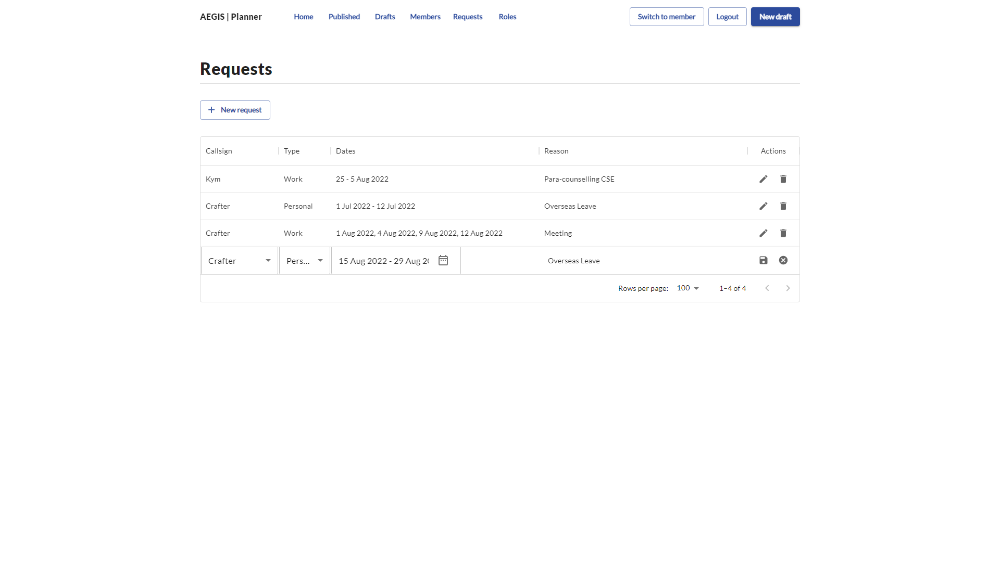 AEGIS | Planner Home Published Drafts Members Requests Roles Switch to member Logout New draft
Requests
+ New request
Callsign Type Dates Reason Actions
Kym Work 25 - 5 Aug 2022 Para-counselling CSE
Crafter Personal 1 Jul 2022 - 12 Jul 2022 Overseas Leave
Crafter Work 1 Aug 2022, 4 Aug 2022, 9 Aug 2022, 12 Aug 2022 Meeting
Crafter Pers... 15 Aug 2022 - 29 Aug Overseas Leave
Rows per page: 100 1–4 of 4